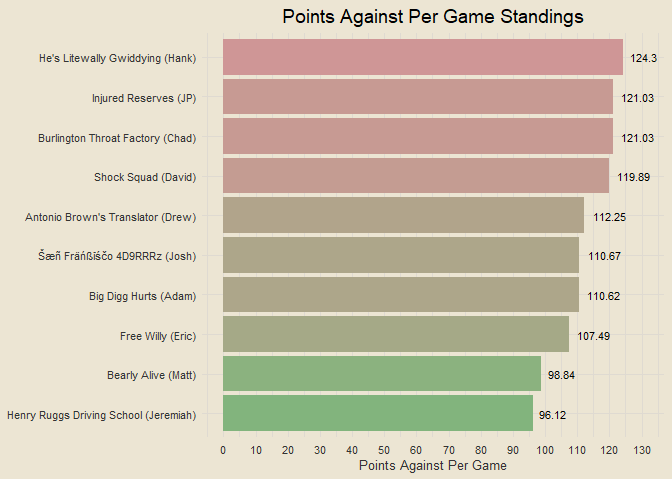 Points Against Per Game Standings
He's Litewally Gwiddying (Hank) 124.3
Injured Reserves (JP) 121.03
Burlington Throat Factory (Chad) 121.03
Shock Squad (David) 119.89
Antonio Brown's Translator (Drew) 112.25
Šæñ Fráńßïśčo 4D9RRRz (Josh) 110.67
Big Digg Hurts (Adam) 110.62
Free Willy (Eric) 107.49
Bearly Alive (Matt) 98.84
Henry Ruggs Driving School (Jeremiah) 96.12
0 10 20 30 40 50 60 70 80 90 100 110 120 130
Points Against Per Game